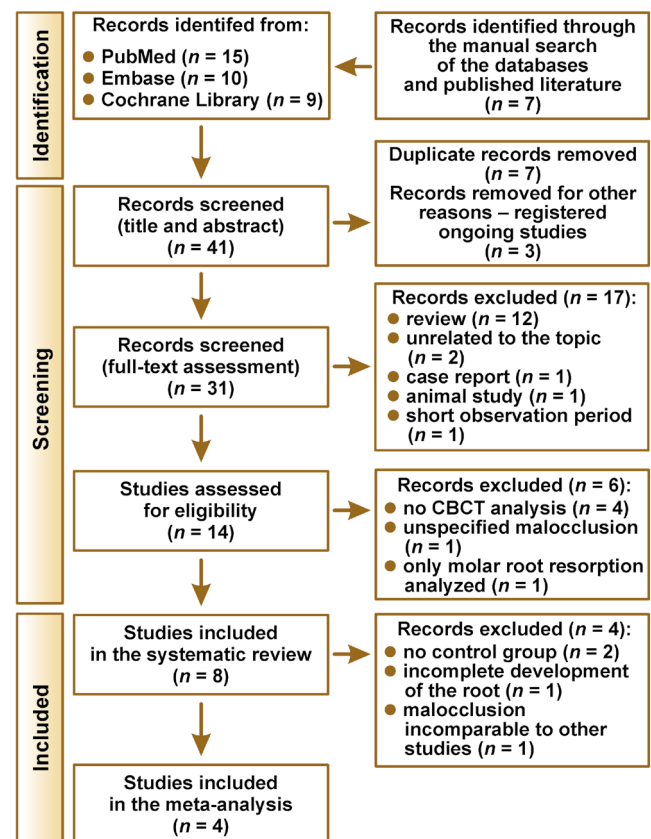 Identification
Records identifed from:
● PubMed (n = 15)
● Embase (n = 10)
● Cochrane Library (n = 9)
Records identified through
the manual search
of the databases
and published literature
(n = 7)
Screening
Records screened
(title and abstract)
(n = 41)
Duplicate records removed
(n = 7)
Records removed for other
reasons – registered
ongoing studies
(n = 3)
Records screened
(full-text assessment)
(n = 31)
Records excluded (n = 17):
● review (n = 12)
● unrelated to the topic
(n = 2)
● case report (n = 1)
● animal study (n = 1)
● short observation period
(n = 1)
Studies assessed
for eligibility
(n = 14)
Records excluded (n = 6):
● no CBCT analysis (n = 4)
● unspecified malocclusion
(n = 1)
● only molar root resorption
analyzed (n = 1)
Included
Studies included
in the systematic review
(n = 8)
Records excluded (n = 4):
● no control group (n = 2)
● incomplete development
of the root (n = 1)
● malocclusion
incomparable to other
studies (n = 1)
Studies included
in the meta-analysis
(n = 4)